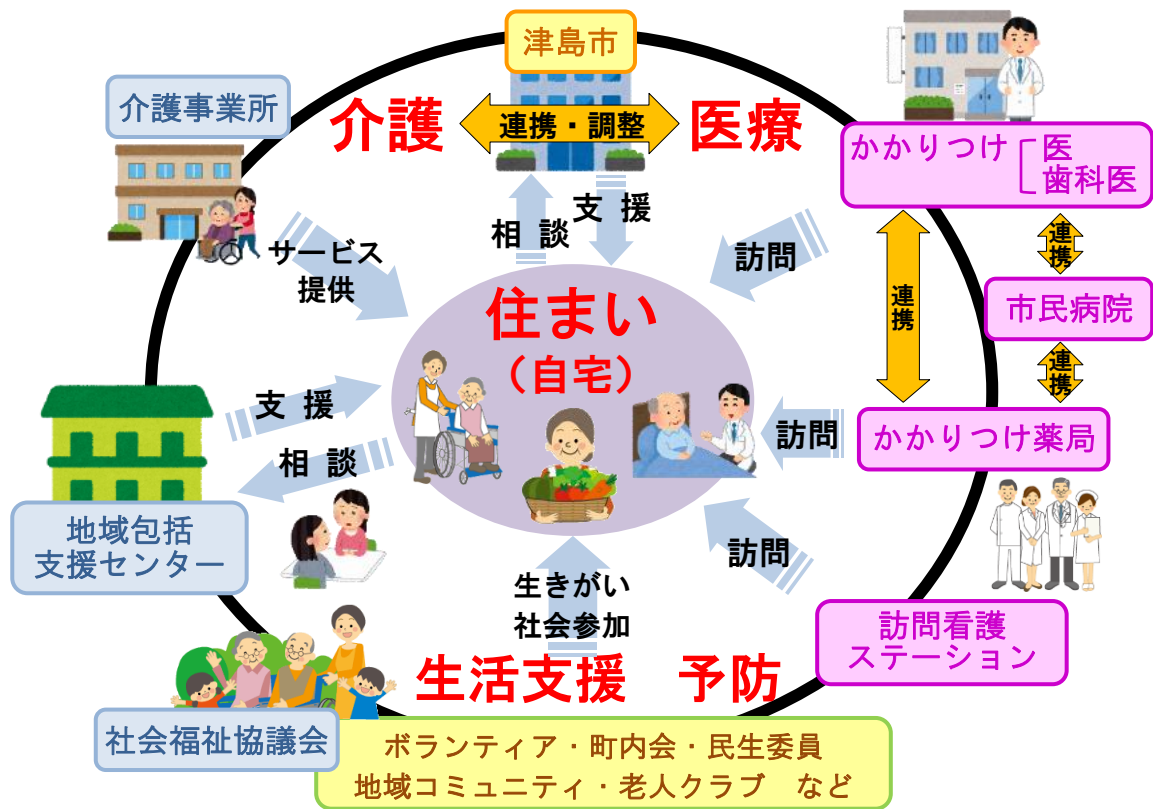 津島市
介護事業所
介護
連携・調整
医療
かかりつけ 医
歯科医
支 援
相 談
サービス
提供
訪問
連携
連携
市民病院
連携
住まい
(自宅)
支 援
相 談
訪問
かかりつけ薬局
地域包括
支援センター
訪問
生きがい
社会参加
訪問看護
ステーション
生活支援 予防
社会福祉協議会
ボランティア・町内会・民生委員
地域コミュニティ・老人クラブ など